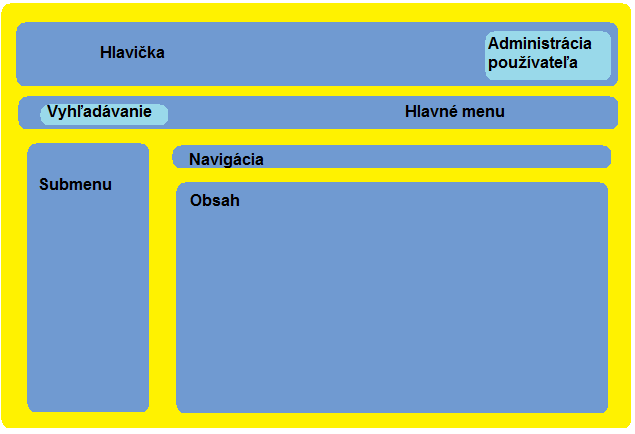 Hlavička
Administrácia
používateľa
Vyhľadávanie
Hlavné menu
Submenu
Navigácia
Obsah